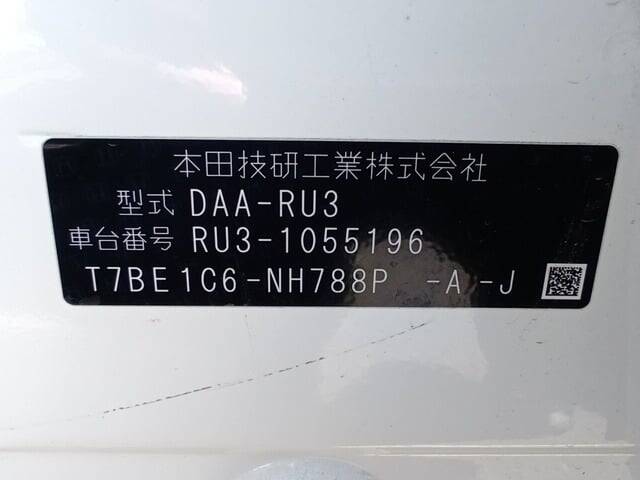 本田技研工業株式会社
型式 DAA-RU3
車台番号 RU3-1055196
T7BE1C6-NH788P -A -J